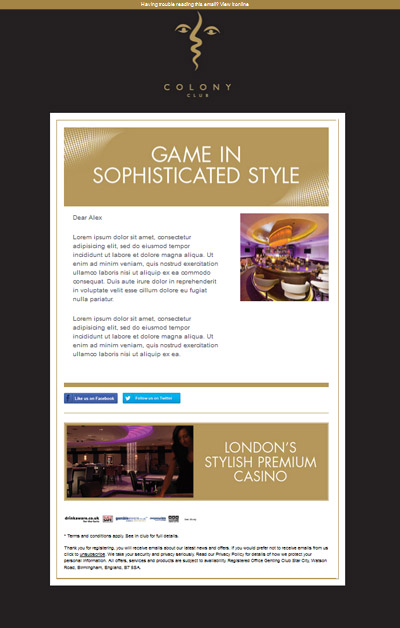 Having trouble reading this email? View it online
COLONY
CLUB
GAME IN
SOPHISTICATED STYLE
Dear Alex
Lorem ipsum dolor sit amet, consectetur
adipisicing elit, sed do eiusmod tempor
incididunt ut labore et dolore magna aliqua. Ut
enim ad minim veniam, quis nostrud exercitation
ullamco laboris nisi ut aliquip ex ea commodo
consequat. Duis aute irure dolor in reprehenderit
in voluptate velit esse cillum dolore eu fugiat
nulla pariatur.
Lorem ipsum dolor sit amet, consectetur
adipisicing elit, sed do eiusmod tempor
incididunt ut labore et dolore magna aliqua. Ut
enim ad minim veniam, quis nostrud exercitation
ullamco laboris nisi ut aliquip ex ea.
Like us on Facebook
Follow us on Twitter
LONDON'S
STYLISH PREMIUM
CASINO
drinkaware.co.uk
* Terms and conditions apply. See in club for full details.
Thank you for registering, you will receive emails about our latest news and offers. If you would prefer not to receive emails from us
click to unsubscribe. We take your security and privacy seriously. Read our Privacy Policy for details of how we protect your
personal information. All offers, services and products are subject to availability. Registered Office Genting Club Star City, Watson
Road, Birmingham, England, B7 5SA.